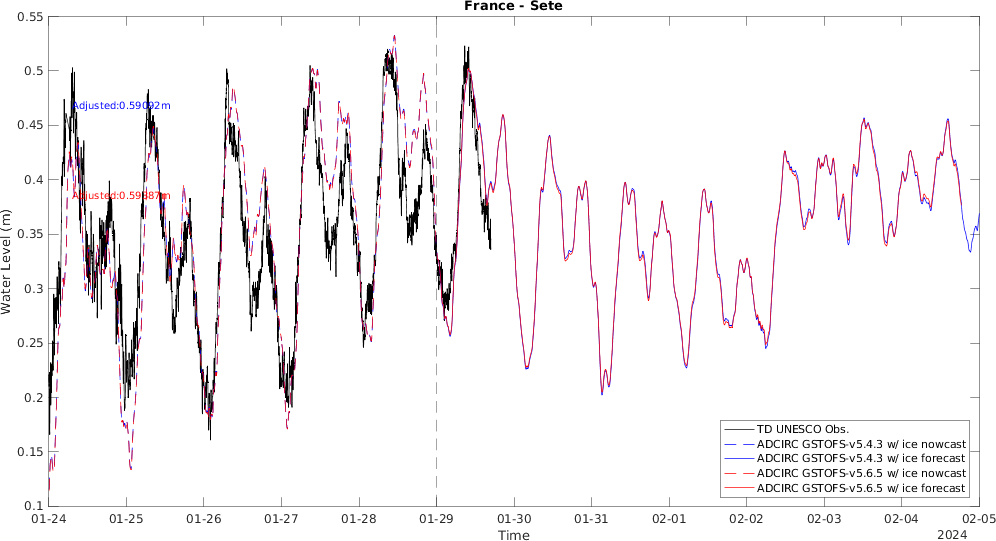 France - Sete
0.55
0.5
0.45
0.4
0.35
0.3
0.25
0.2
0.15
0.1
Water Level (m)
Adjusted:0.59092m
01-24
01-25
01-26
01-27
01-28
01-29
01-30
01-31
02-01
02-02
02-03
02-04
02-05
Time
2024
TD UNESCO Obs.
ADCIRC GSTOFS-v5.4.3 w/ ice nowcast
ADCIRC GSTOFS-v5.4.3 w/ ice forecast
ADCIRC GSTOFS-v5.6.5 w/ ice nowcast
ADCIRC GSTOFS-v5.6.5 w/ ice forecast